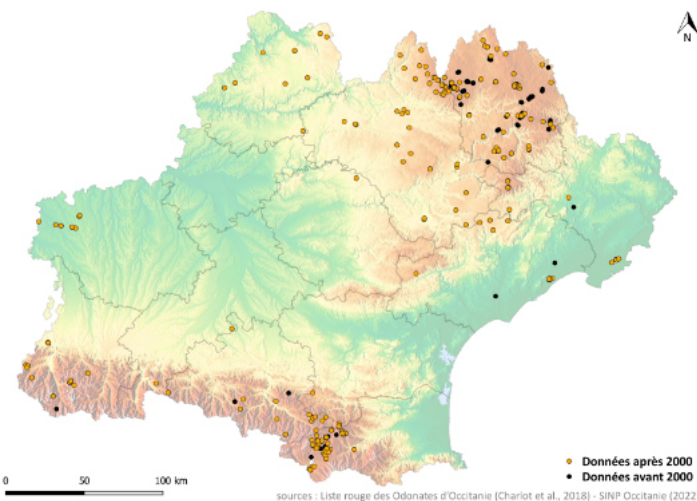 N
Données après 2000
Données avant 2000
0 50 100 km
sources : Liste rouge des Odonates d'Occitanie (Charlot et al., 2018) - SINP Occitanie (2022